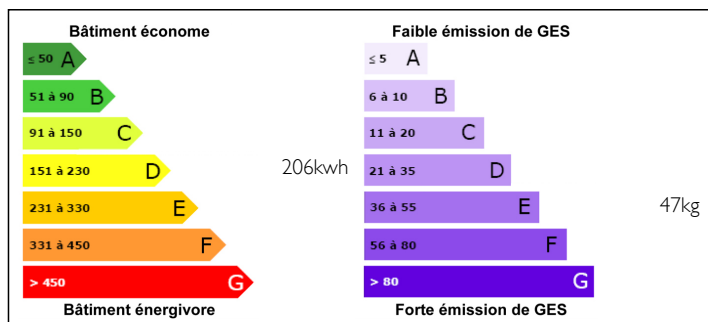 Bâtiment économe
≤ 50 A
51 à 90 B
91 à 150 C
151 à 230 D
206kwh
231 à 330 E
331 à 450 F
> 450 G
Bâtiment énergivore
Faible émission de GES
≤ 5 A
6 à 10 B
11 à 20 C
21 à 35 D
36 à 55 E
47kg
56 à 80 F
> 80 G
Forte émission de GES